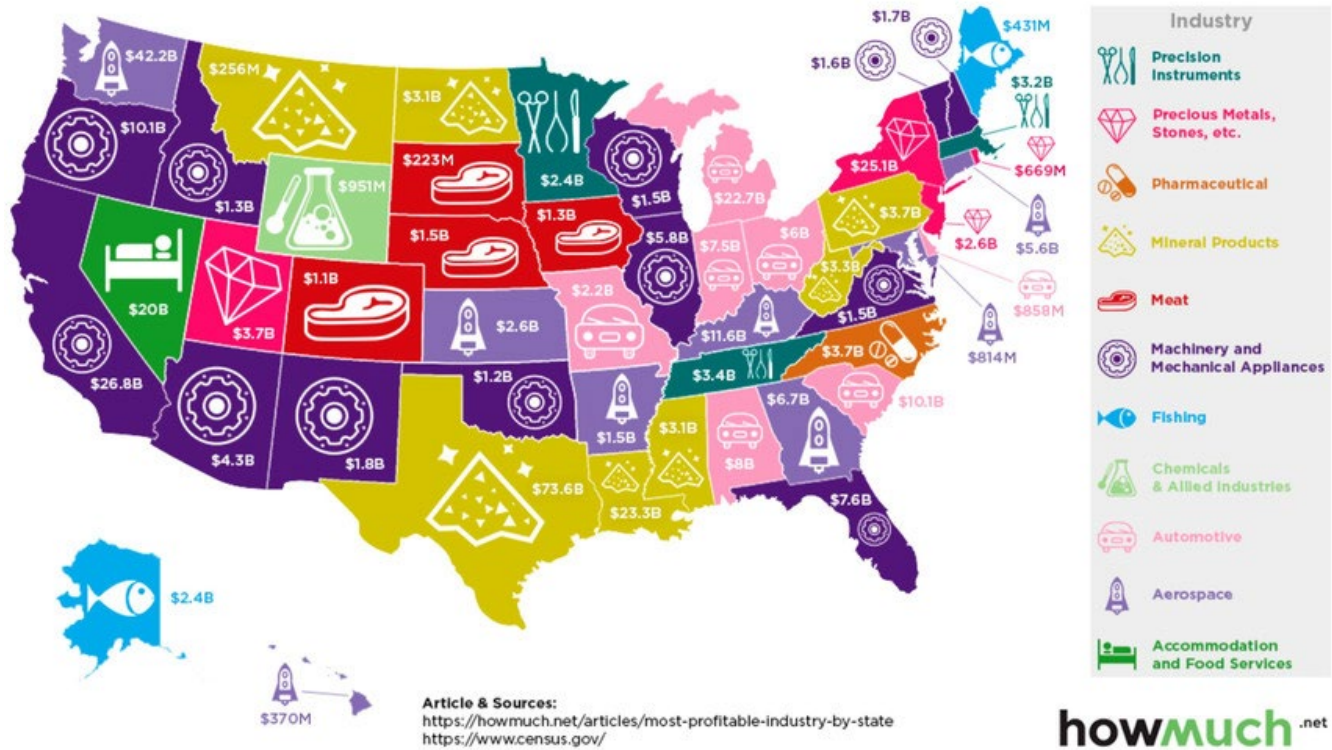 $42.2B
$256M
$3.1B
$10.1B
$1.3B
$951M
$223M
$2.4B
$1.5B
$1.5B
$1.3B
$5.8B
$22.7B
$7.5B
$6B
$20B
$3.7B
$1.1B
$2.6B
$2.2B
$11.6B
$3.3B
$3.7B
$25.1B
$1.6B
$1.7B
$431M
$3.2B
$669M
$2.6B
$5.6B
$858M
$814M
$1.5B
$3.7B
$3.4B
$10.1B
$26.8B
$4.3B
$1.8B
$1.2B
$1.5B
$3.1B
$8B
$6.7B
$73.6B
$23.3B
$7.6B
$2.4B
$370M
Industry
Precision
Instruments
Precious Metals,
Stones, etc.
Pharmaceutical
Mineral Products
Meat
Machinery and
Mechanical Appliances
Fishing
Chemicals
& Allied Industries
Automotive
Aerospace
Accommodation
and Food Services
Article & Sources:
https://howmuch.net/articles/most-profitable-industry-by-state
https://www.census.gov/
howmuch.net